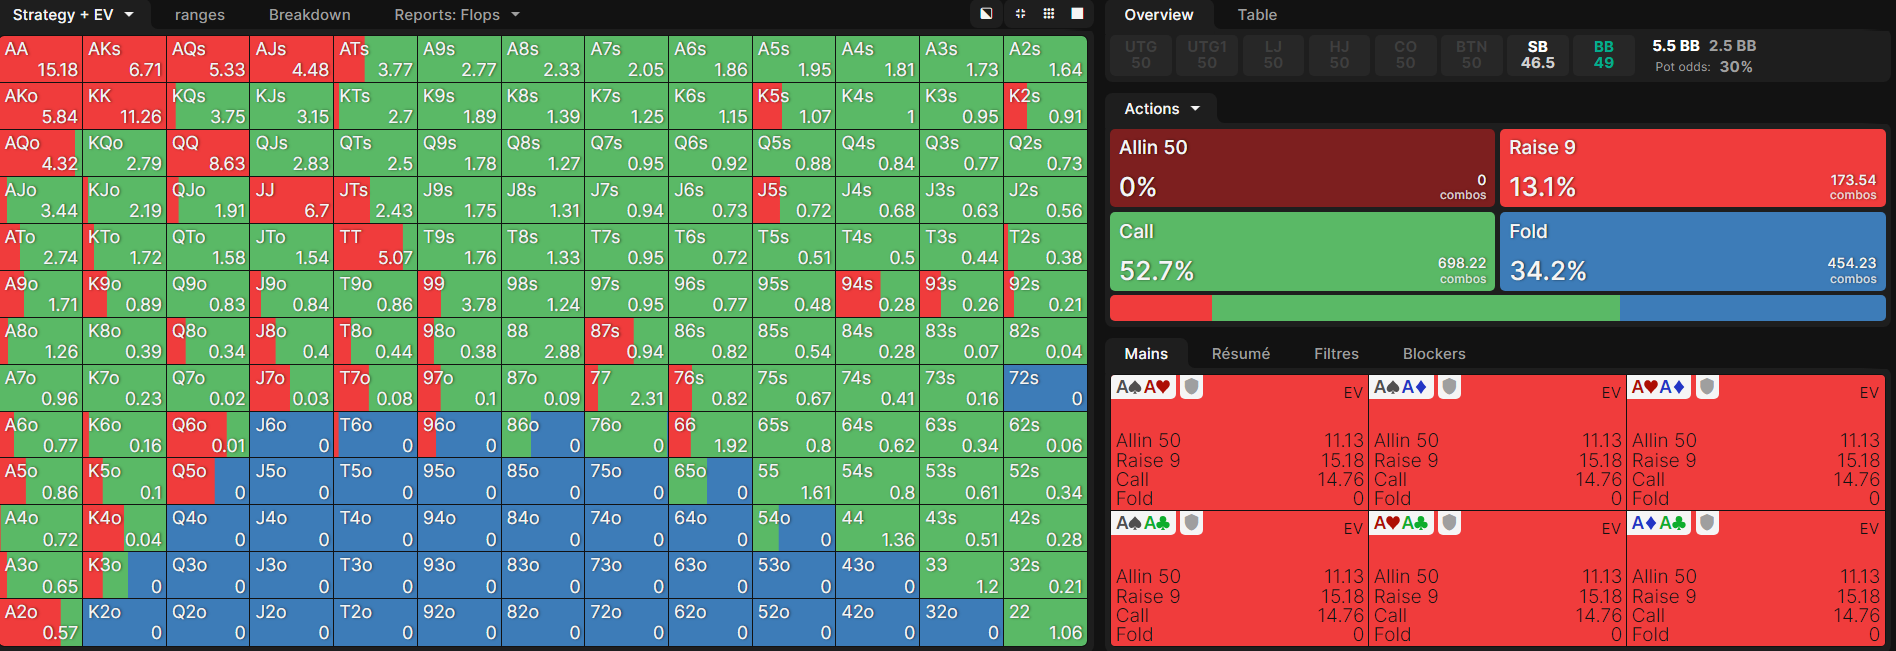 Strategy + EV ranges Breakdown Reports: Flops
AA AKs AQs AJs ATs A9s A8s A7s A6s A5s A4s A3s A2s
15.18 6.71 5.33 4.48 3.77 2.77 2.33 2.05 1.86 1.95 1.81 1.73 1.64
AKo KK KQs KJs KTs K9s K8s K7s K6s K5s K4s K3s K2s
5.84 11.26 3.75 3.15 2.7 1.89 1.39 1.25 1.15 1.07 1 0.95 0.91
AQo KQo QQ QJs QTs Q9s Q8s Q7s Q6s Q5s Q4s Q3s Q2s
4.32 2.79 8.63 2.83 2.5 1.78 1.27 0.95 0.92 0.88 0.84 0.77 0.73
AJo KJo QJo JJ JTs J9s J8s J7s J6s J5s J4s J3s J2s
3.44 2.19 1.91 6.7 2.43 1.75 1.31 0.94 0.73 0.72 0.68 0.63 0.56
ATo KTo QTo JTo TT T9s T8s T7s T6s T5s T4s T3s T2s
2.74 1.72 1.58 1.54 5.07 1.76 1.33 0.95 0.72 0.51 0.5 0.44 0.38
A9o K9o Q9o J9o T9o 99 98s 97s 96s 95s 94s 93s 92s
1.71 0.89 0.83 0.84 0.86 3.78 1.24 0.95 0.77 0.48 0.28 0.26 0.21
A8o K8o Q8o J8o T8o 98o 88 87s 86s 85s 84s 83s 82s
1.26 0.39 0.34 0.4 0.44 0.38 2.88 0.94 0.82 0.54 0.28 0.07 0.04
A7o K7o Q7o J7o T7o 97o 87o 77 76s 75s 74s 73s 72s
0.96 0.23 0.02 0.03 0.08 0.1 0.09 2.31 0.82 0.67 0.41 0.16 0
A6o K6o Q6o J6o T6o 96o 86o 76o 66 65s 64s 63s 62s
0.77 0.16 0.01 0 0 0 0 0 1.92 0.8 0.62 0.34 0.06
A5o K5o Q5o J5o T5o 95o 85o 75o 65o 55 54s 53s 52s
0.86 0.1 0 0 0 0 0 0 0 1.61 0.8 0.61 0.34
A4o K4o Q4o J4o T4o 94o 84o 74o 64o 54o 44 43s 42s
0.72 0.04 0 0 0 0 0 0 0 0 1.36 0.51 0.28
A3o K3o Q3o J3o T3o 93o 83o 73o 63o 53o 43o 33 32s
0.65 0 0 0 0 0 0 0 0 0 0 1.2 0.21
A2o K2o Q2o J2o T2o 92o 82o 72o 62o 52o 42o 32o 22
0.57 0 0 0 0 0 0 0 0 0 0 0 1.06
Overview Table
UTG UTG1 LJ HJ CO BTN SB BB 5.5 BB 2.5 BB
50 50 50 50 50 50 46.5 49 Pot odds: 30%
Actions
Allin 50 Raise 9
0% 0 combos 13.1% 173.54 combos
Call Fold
52.7% 698.22 combos 34.2% 454.23 combos
Mains Résumé Filtres Blockers
A♠A♥ EV A♠A♦ EV A♥A♦ EV
Allin 50 11.13 Allin 50 11.13 Allin 50 11.13
Raise 9 15.18 Raise 9 15.18 Raise 9 15.18
Call 14.76 Call 14.76 Call 14.76
Fold 0 Fold 0 Fold 0
A♠A♣ EV A♥A♣ EV A♦A♣ EV
Allin 50 11.13 Allin 50 11.13 Allin 50 11.13
Raise 9 15.18 Raise 9 15.18 Raise 9 15.18
Call 14.76 Call 14.76 Call 14.76
Fold 0 Fold 0 Fold 0